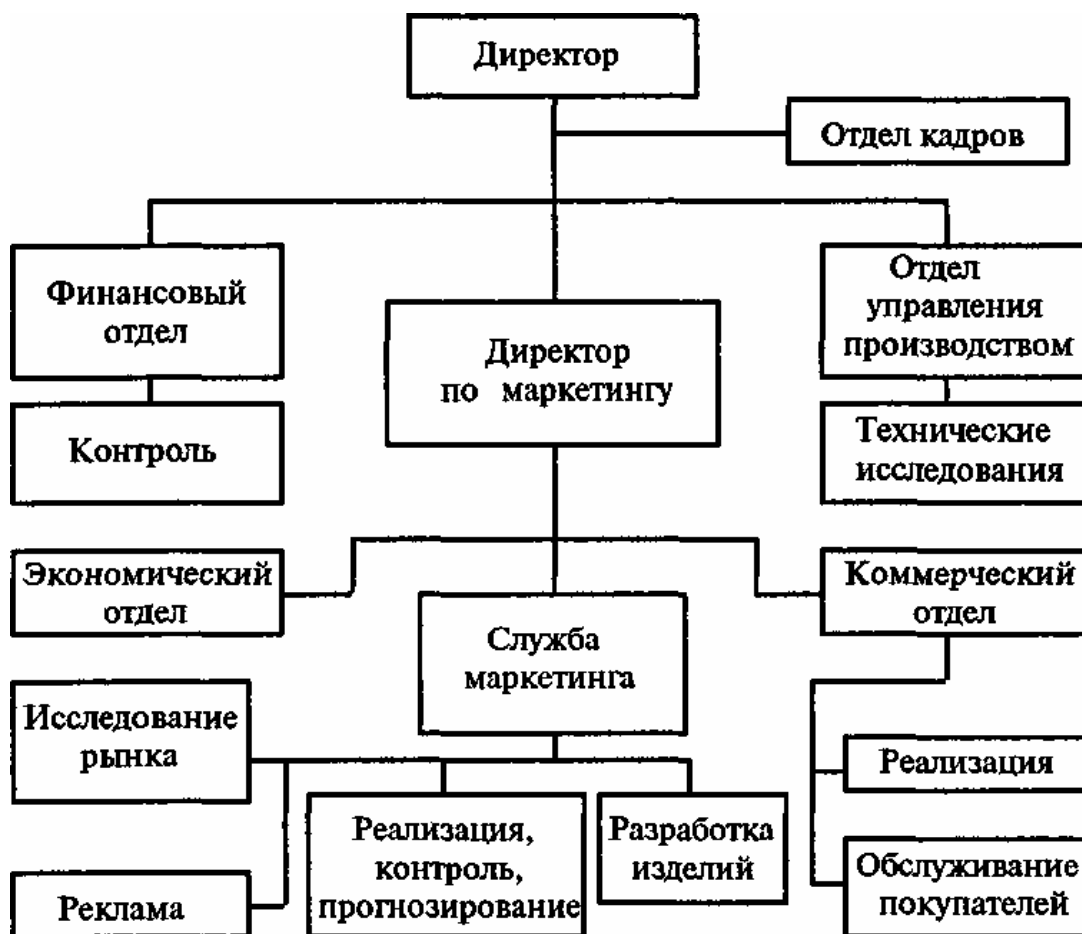 Директор
Отдел кадров
Финансовый
отдел
Директор
по маркетингу
Отдел
управления
производством
Контроль
Технические
исследования
Экономический
отдел
Служба
маркетинга
Коммерческий
отдел
Исследование
рынка
Реализация,
контроль,
прогнозирование
Разработка
изделий
Реализация
Реклама
Обслуживание
покупателей